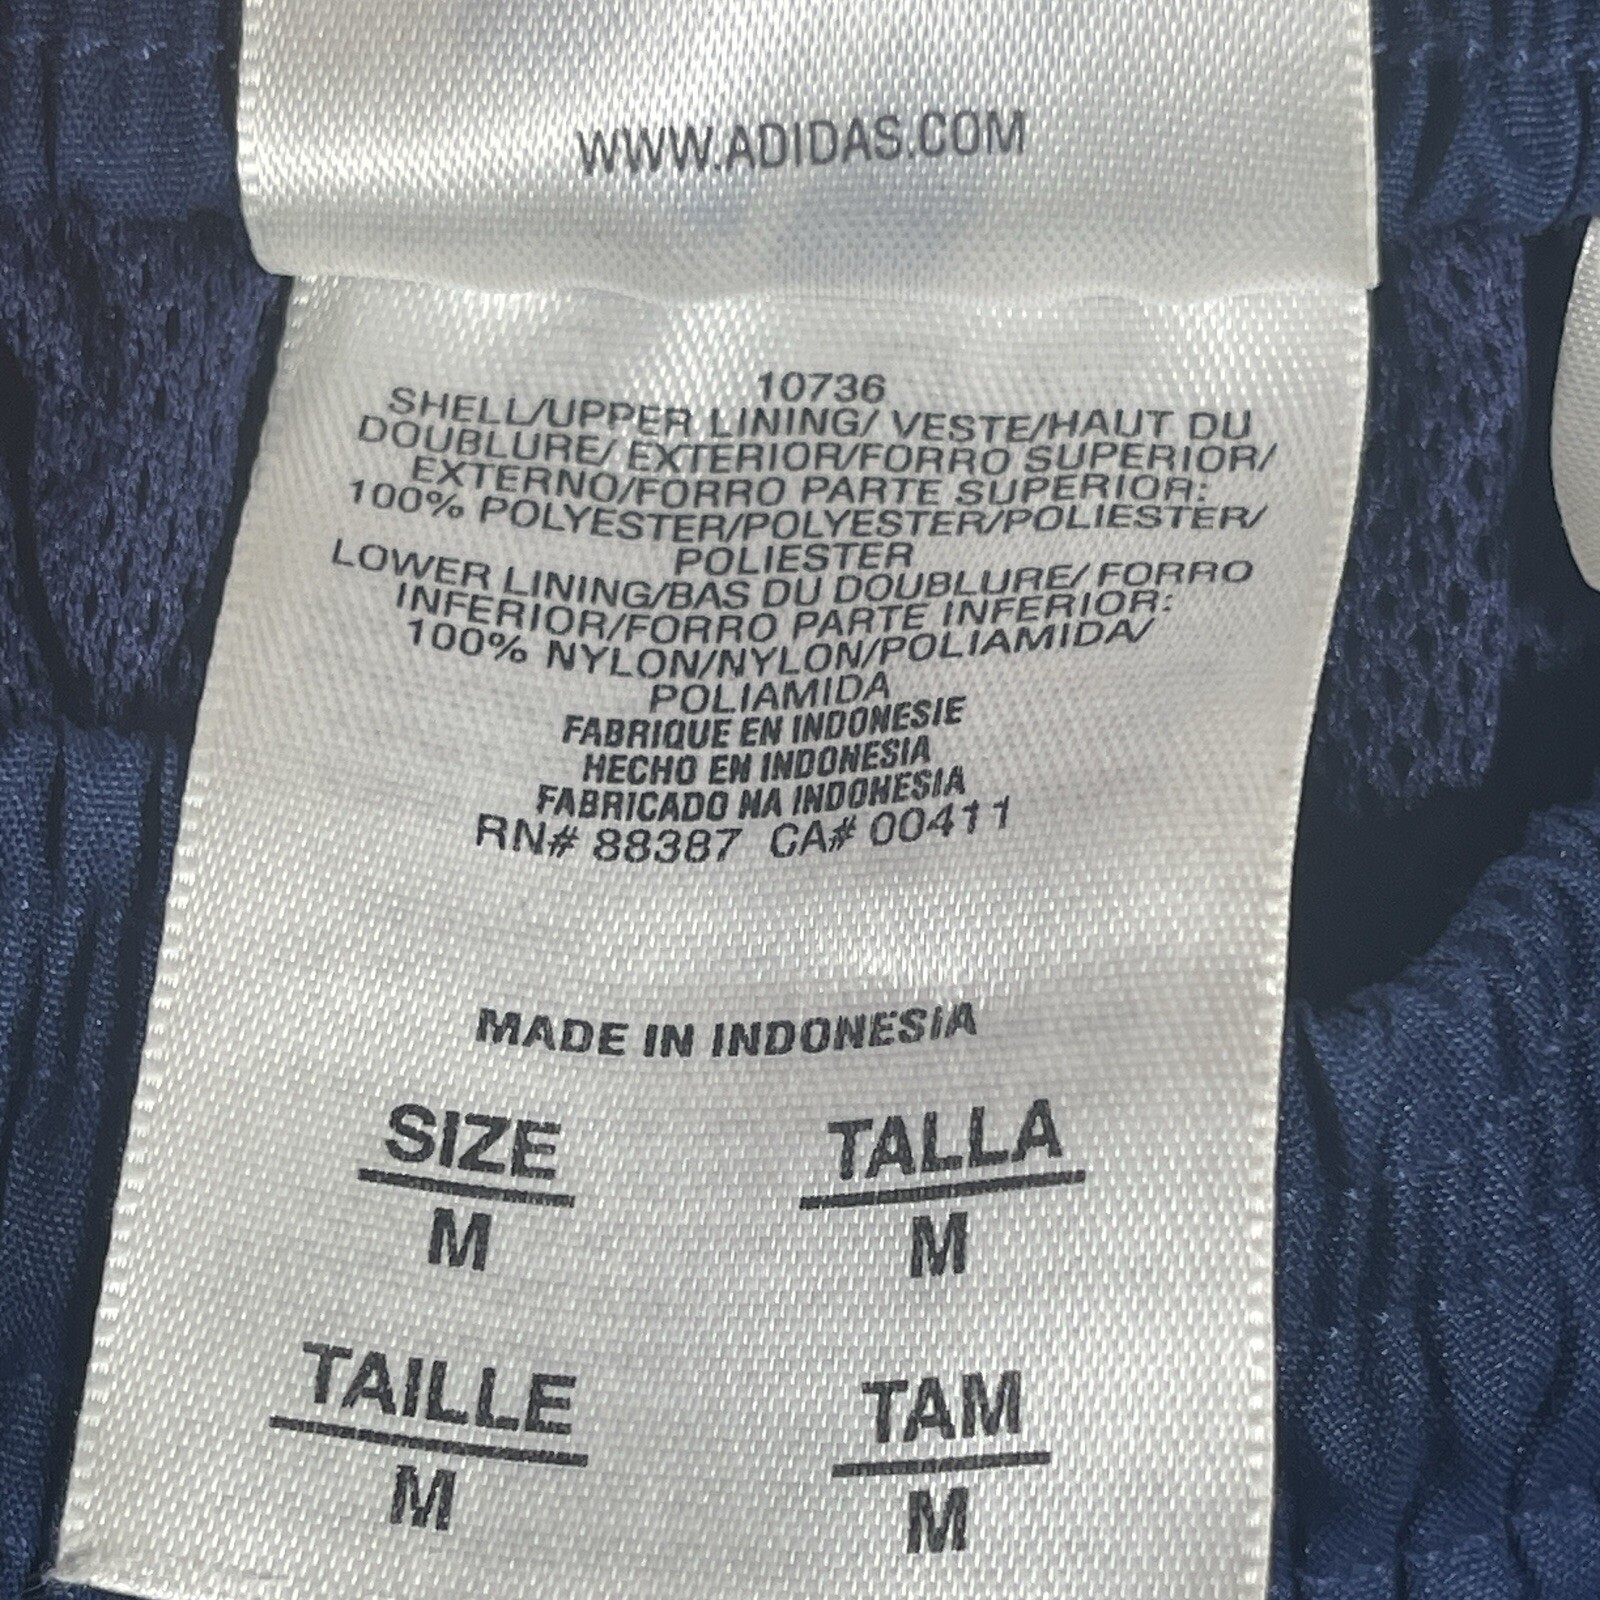 WWW.ADIDAS.COM
10736
SHELL/UPPER LINING/ VESTE/HAUT DU
DOUBLURE/ EXTERIOR/FORRO SUPERIOR/
EXTERNO/FORRO PARTE SUPERIOR:
100% POLYESTER/POLYESTER/POLIESTER/
POLIESTER
LOWER LINING/BAS DU DOUBLURE/ FORRO
INFERIOR/FORRO PARTE INFERIOR:
100% NYLON/NYLON/POLIAMIDA/
POLIAMIDA
FABRIQUE EN INDONESIE
HECHO EN INDONESIA
FABRICADO NA INDONESIA
RN# 88387 CA# 00411
MADE IN INDONESIA
SIZE TALLA
M M
TAILLE TAM
M M